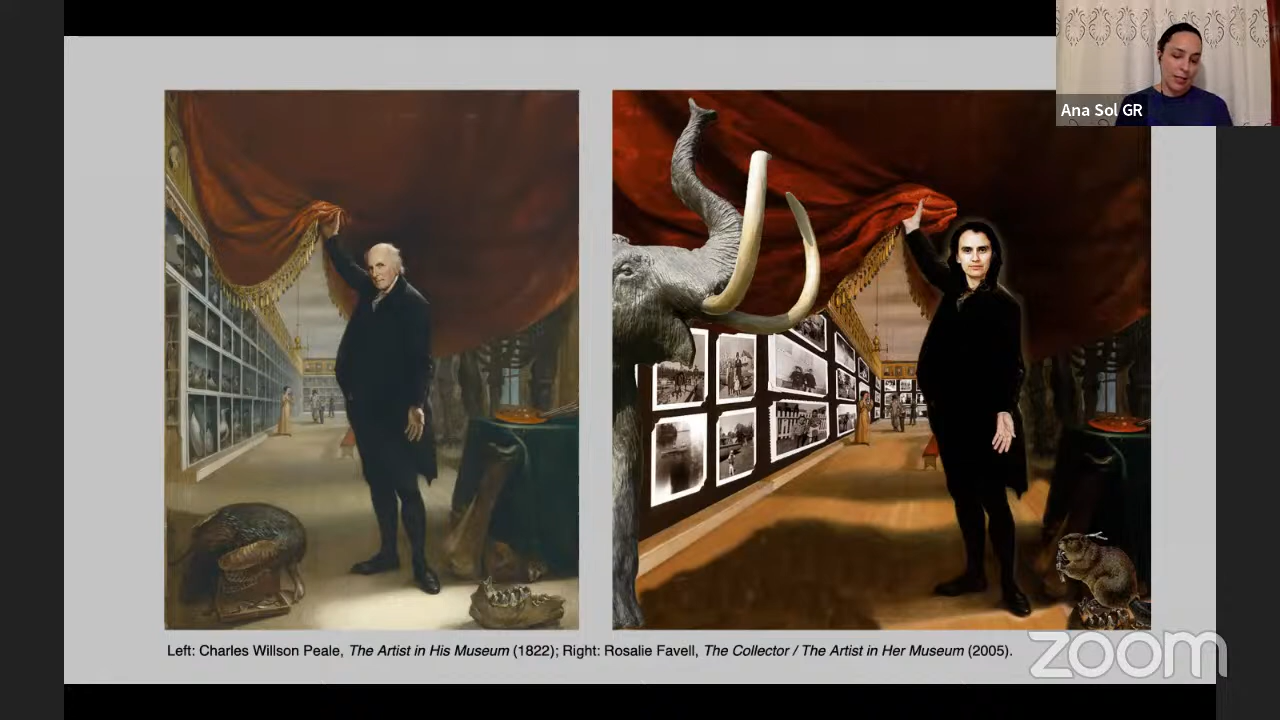 Ana Sol GR
Left: Charles Willson Peale, The Artist in His Museum (1822); Right: Rosalie Favell, The Collector / The Artist in Her Museum (2005).
zoom